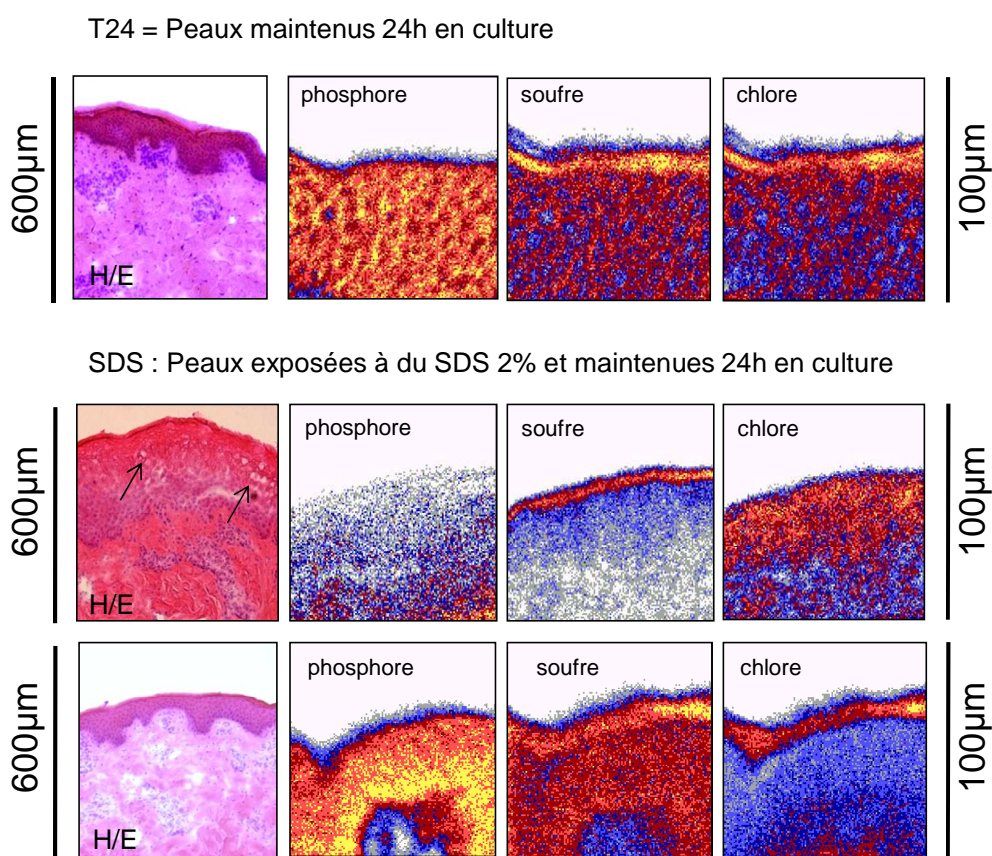 T24 = Peaux maintenus 24h en culture
600µm
H/E
phosphore
soufre
chlore
100µm
SDS : Peaux exposées à du SDS 2% et maintenues 24h en culture
600µm
H/E
phosphore
soufre
chlore
100µm
600µm
H/E
phosphore
soufre
chlore
100µm